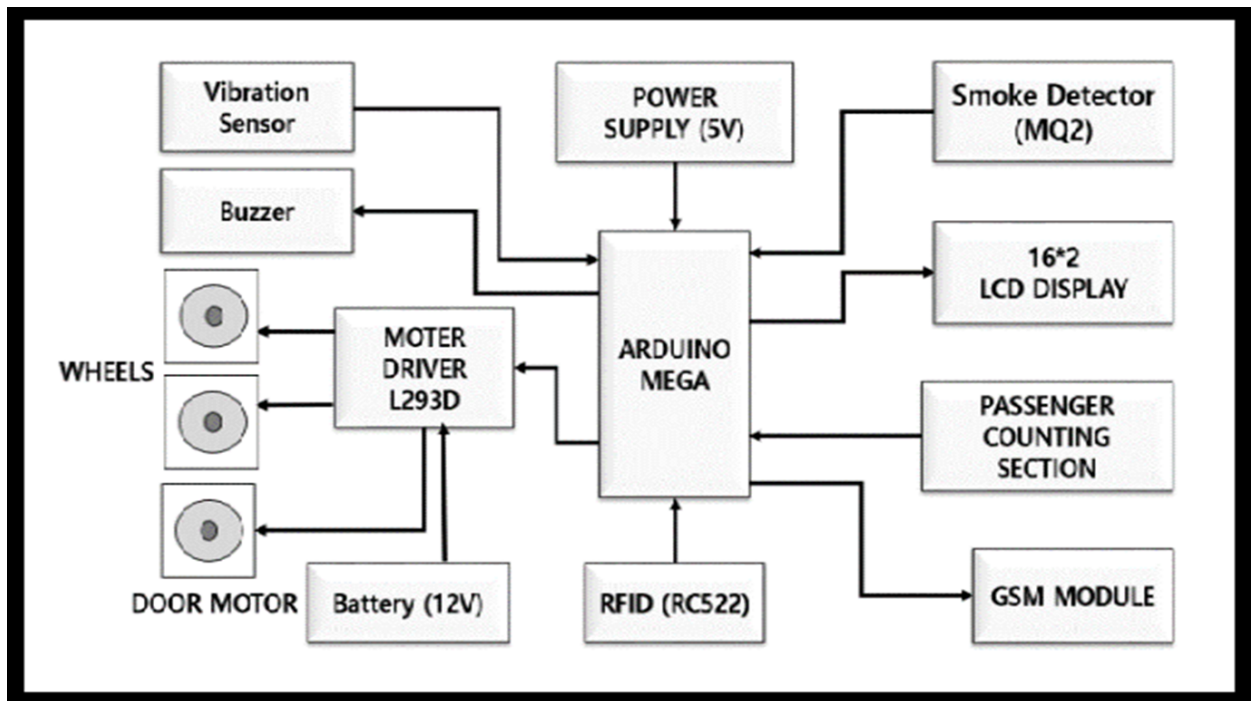 Vibration
Sensor
POWER
SUPPLY (5V)
Smoke Detector
(MQ2)
Buzzer
16*2
LCD DISPLAY
MOTER
DRIVER
L293D
ARDUINO
MEGA
WHEELS
PASSENGER
COUNTING
SECTION
DOOR MOTOR
Battery (12V)
RFID (RC522)
GSM MODULE